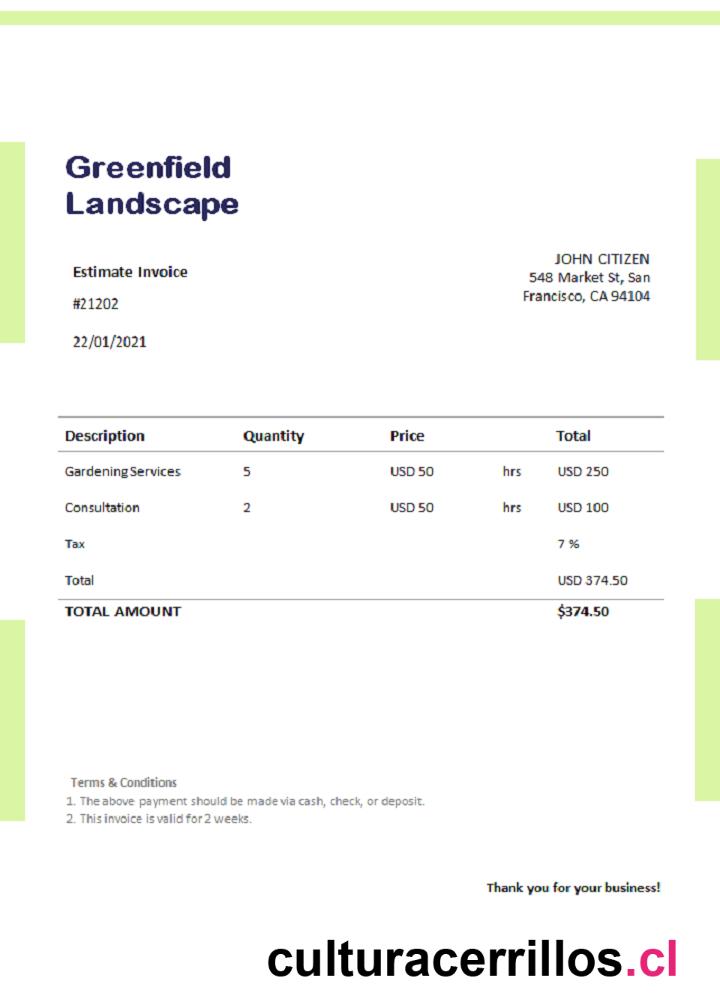 Greenfield
Landscape
Estimate Invoice
#21202
22/01/2021
JOHN CITIZEN
548 Market St, San
Francisco, CA 94104
Description Quantity Price Total
Gardening Services 5 USD 50 hrs USD 250
Consultation 2 USD 50 hrs USD 100
Tax 7 %
Total USD 374.50
TOTAL AMOUNT $374.50
Terms & Conditions
1. The above payment should be made via cash, check, or deposit.
2. This invoice is valid for 2 weeks.
Thank you for your business!
culturacerrillos.cl